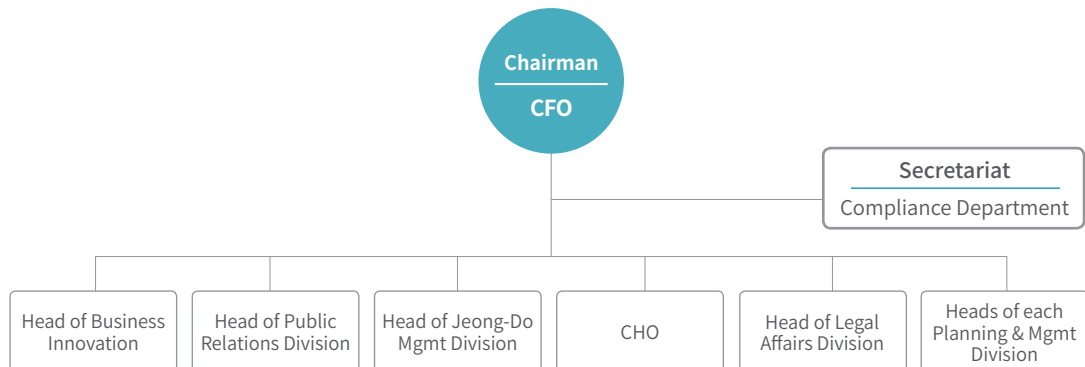 Chairman
CFO
Secretariat
Compliance Department
Head of Business
Innovation
Head of Public
Relations Division
Head of Jeong-Do
Mgmt Division
CHO
Head of Legal
Affairs Division
Heads of each
Planning & Mgmt
Division